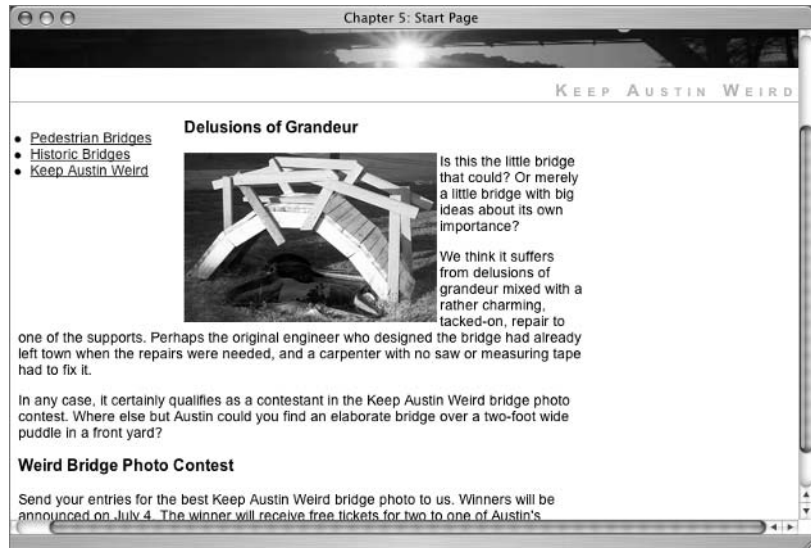 Chapter 5: Start Page
KEEP AUSTIN WEIRD
Pedestrian Bridges
Historic Bridges
Keep Austin Weird
Delusions of Grandeur
Is this the little bridge
that could? Or merely
a little bridge with big
ideas about its own
importance?
We think it suffers
from delusions of
grandeur mixed with a
rather charming,
tacked-on, repair to
one of the supports. Perhaps the original engineer who designed the bridge had already
left town when the repairs were needed, and a carpenter with no saw or measuring tape
had to fix it.
In any case, it certainly qualifies as a contestant in the Keep Austin Weird bridge photo
contest. Where else but Austin could you find an elaborate bridge over a two-foot wide
puddle in a front yard?
Weird Bridge Photo Contest
Send your entries for the best Keep Austin Weird bridge photo to us. Winners will be
announced on July 4. The winner will receive free tickets for two to one of Austin's